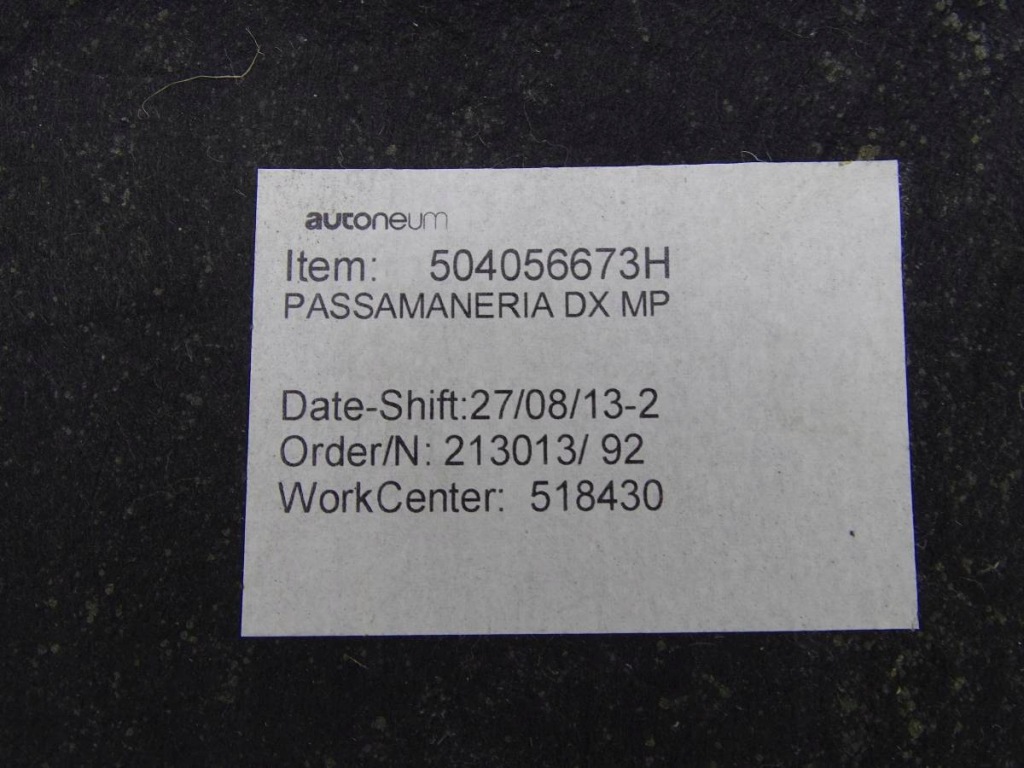 autoneum
Item: 504056673H
PASSAMANERIA DX MP
Date-Shift:27/08/13-2
Order/N: 213013/ 92
WorkCenter: 518430